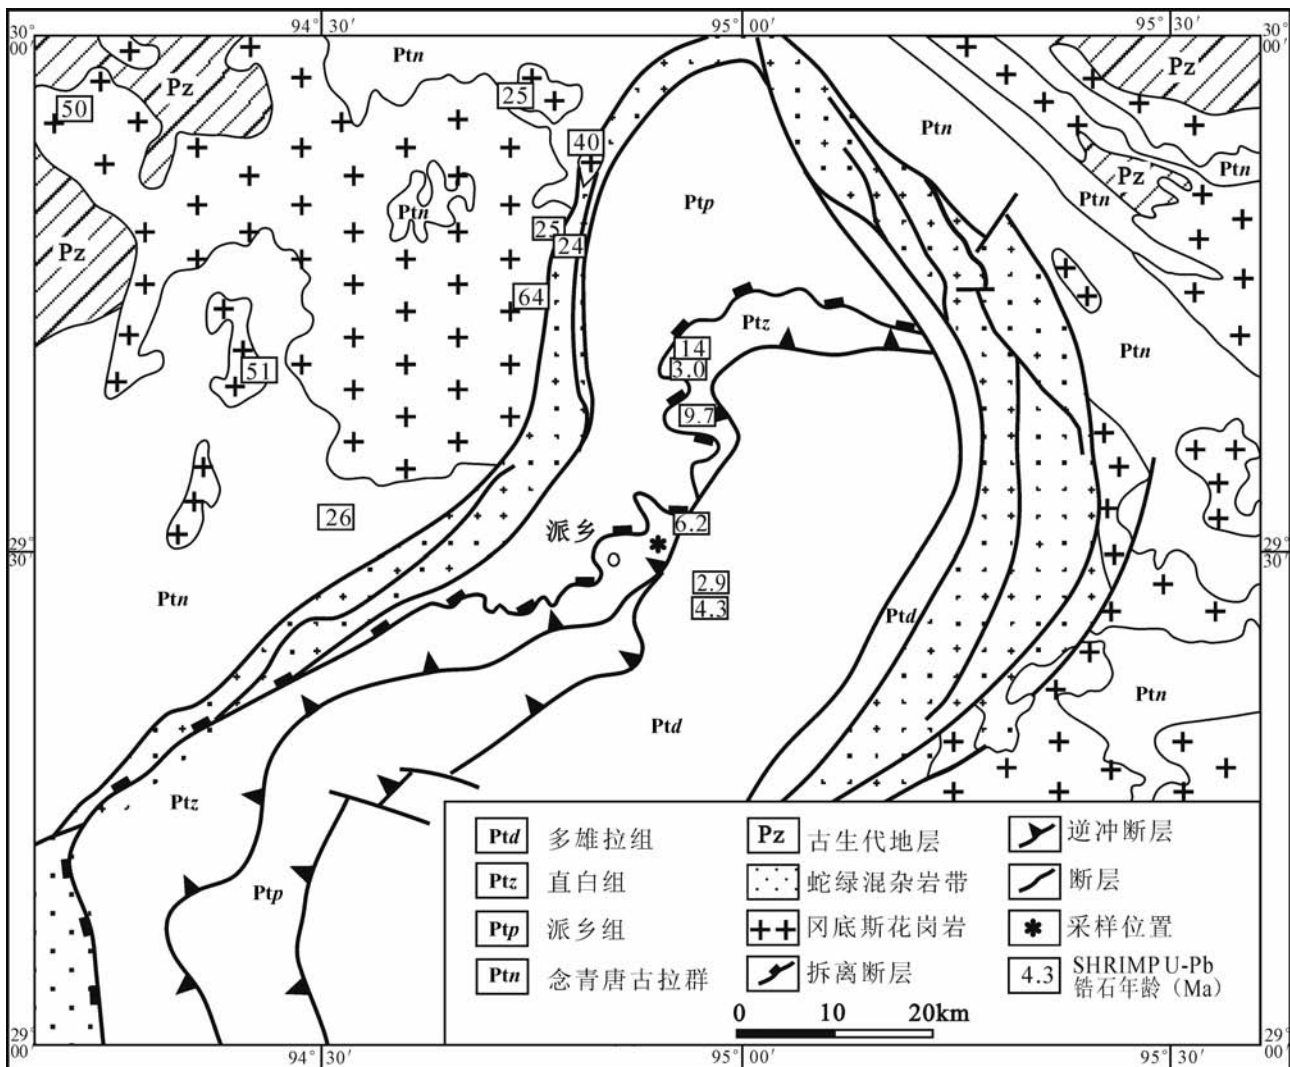 94°30′ 95°00′ 95°30′
30°00′ 30°00′
Ptn
Pz
25
50
Pz
40
Ptn
Pz
Ptn
Ptn
Ptn
Ptp
25
24
Pz
64
Ptz
14
3.0
Ptn
51
9.7
26
派乡
6.2
29°30′ 29°30′
2.9
4.3
Ptn
Ptd
Ptn
Ptd
Ptz
Ptp
Ptd 多雄拉组
Ptz 直白组
Ptp 派乡组
Ptn 念青唐古拉群
Pz 古生代地层
蛇绿混杂岩带
冈底斯花岗岩
拆离断层
逆冲断层
断层
采样位置
4.3 SHRIMP U-Pb
锆石年龄（Ma）
0 10 20km
29°00′ 29°00′
94°30′ 95°00′ 95°30′